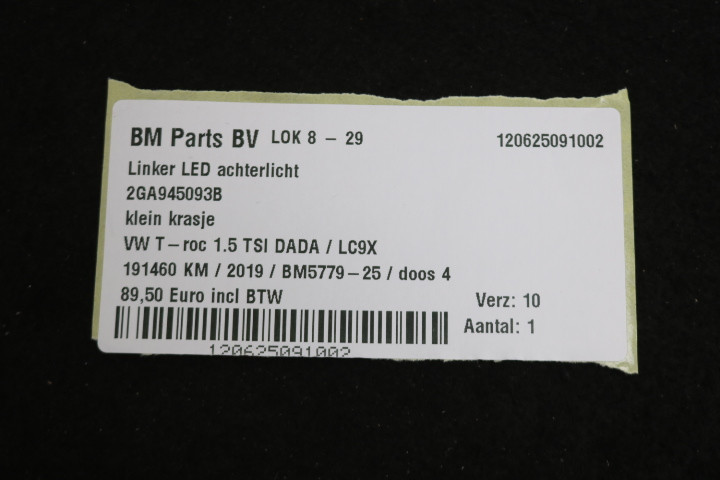 BM Parts BV LOK 8 - 29 120625091002
Linker LED achterlicht
2GA945093B
klein krasje
VW T-roc 1.5 TSI DADA / LC9X
191460 KM / 2019 / BM5779-25 / doos 4
89,50 Euro incl BTW Verz: 10
Aantal: 1
120625091002